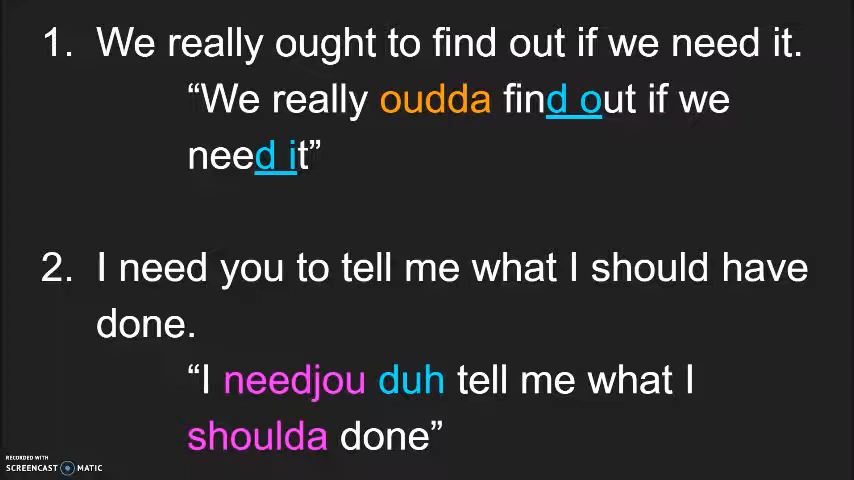 1. We really ought to find out if we need it.
“We really oudda find out if we
need it”
2. I need you to tell me what I should have
done.
“I needjou duh tell me what I
shoulda done”
RECORDED WITH
SCREENCAST MATIC